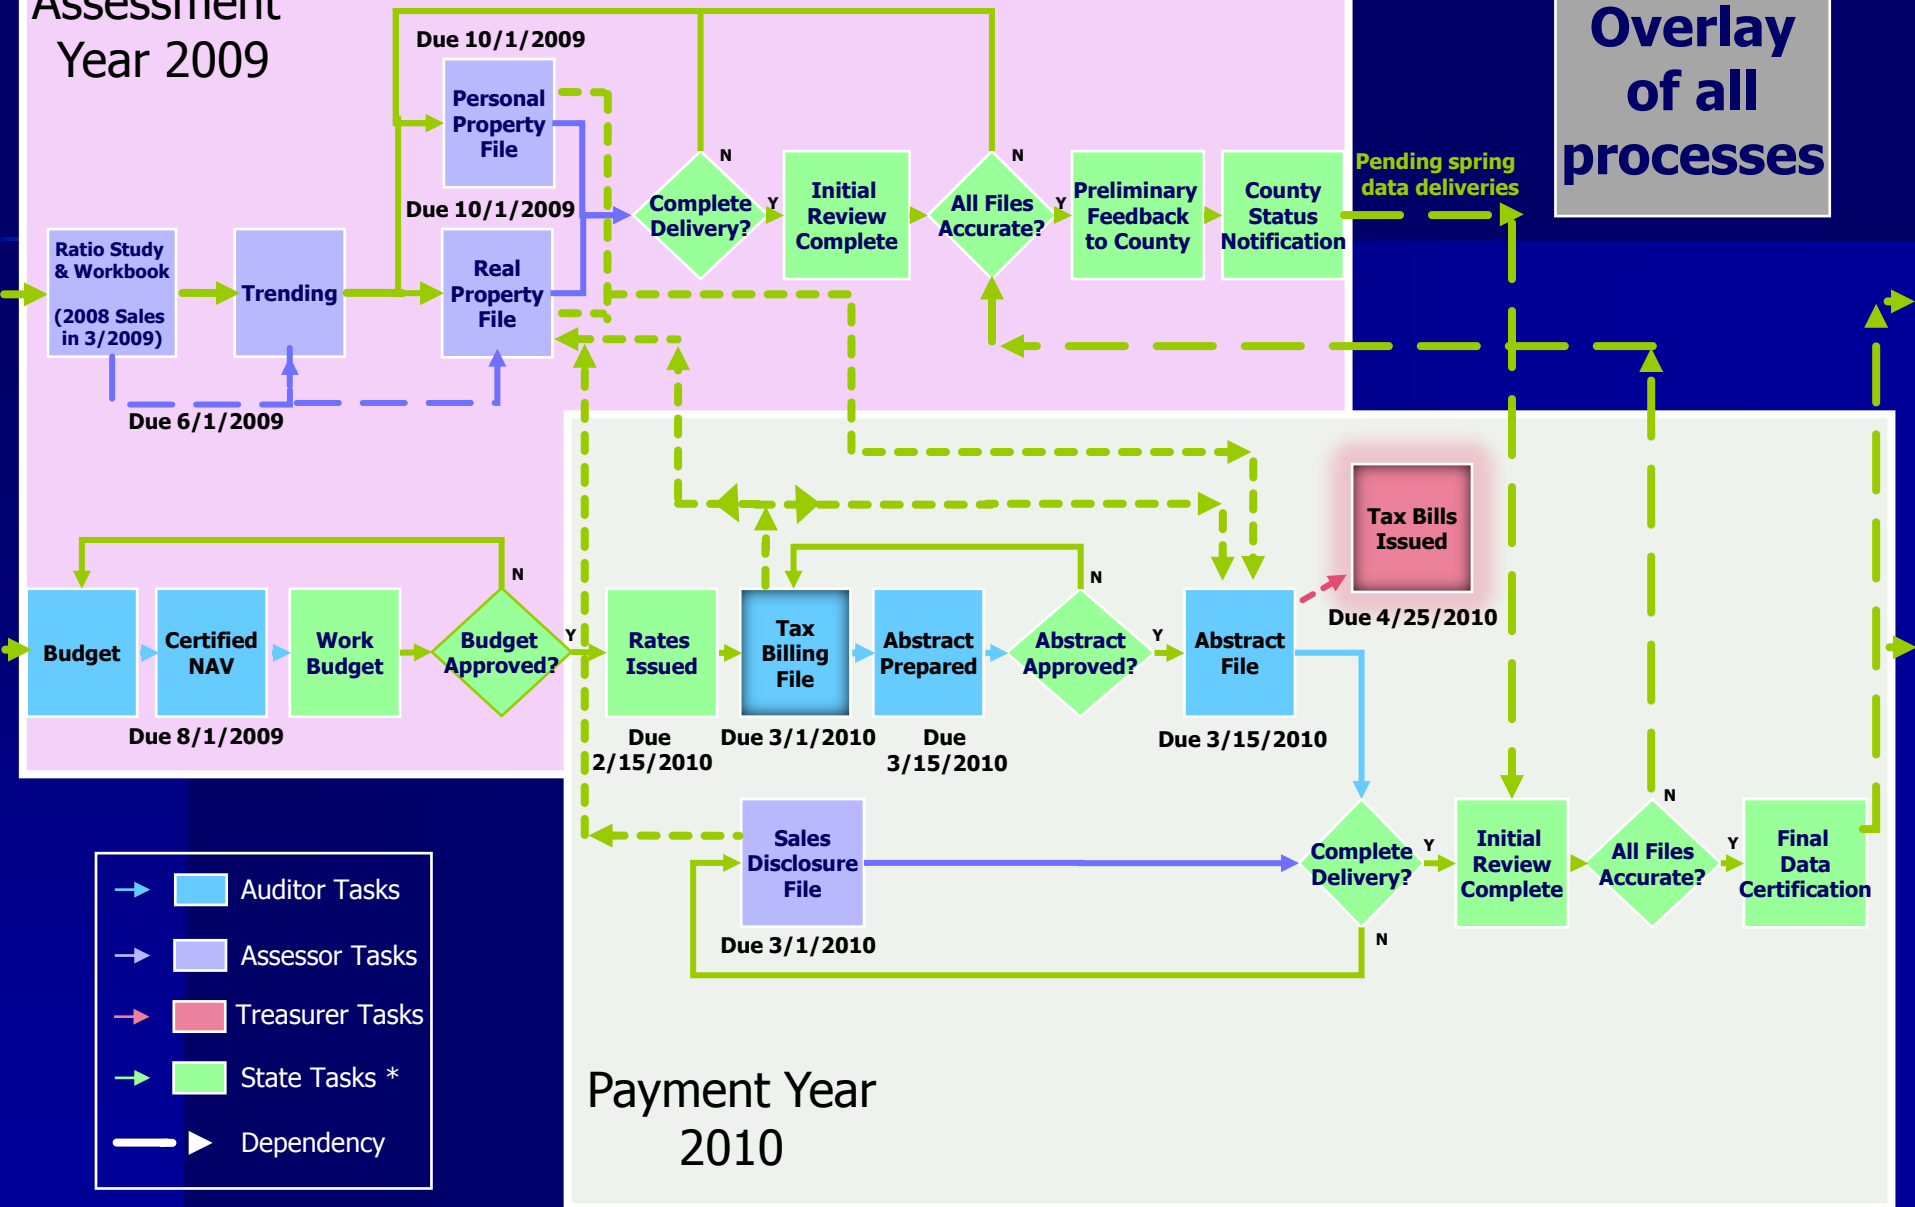 Assessment
Year 2009
Overlay
of all
processes
Due 10/1/2009
Personal
Property
File
Due 10/1/2009
Real
Property
File
Ratio Study
& Workbook
(2008 Sales
in 3/2009)
Trending
Due 6/1/2009
N
Complete
Delivery?
Y
Initial
Review
Complete
N
All Files
Accurate?
Y
Preliminary
Feedback
to County
County
Status
Notification
Pending spring
data deliveries
Budget
Certified
NAV
Due 8/1/2009
Work
Budget
N
Budget
Approved?
Y
Rates
Issued
Due
2/15/2010
Tax
Billing
File
Due 3/1/2010
Abstract
Prepared
Due
3/15/2010
N
Abstract
Approved?
Y
Abstract
File
Due 3/15/2010
Tax Bills
Issued
Due 4/25/2010
Sales
Disclosure
File
Due 3/1/2010
Complete
Delivery?
Y
N
Initial
Review
Complete
N
All Files
Accurate?
Y
Final
Data
Certification
Auditor Tasks
Assessor Tasks
Treasurer Tasks
State Tasks *
Dependency
Payment Year
2010